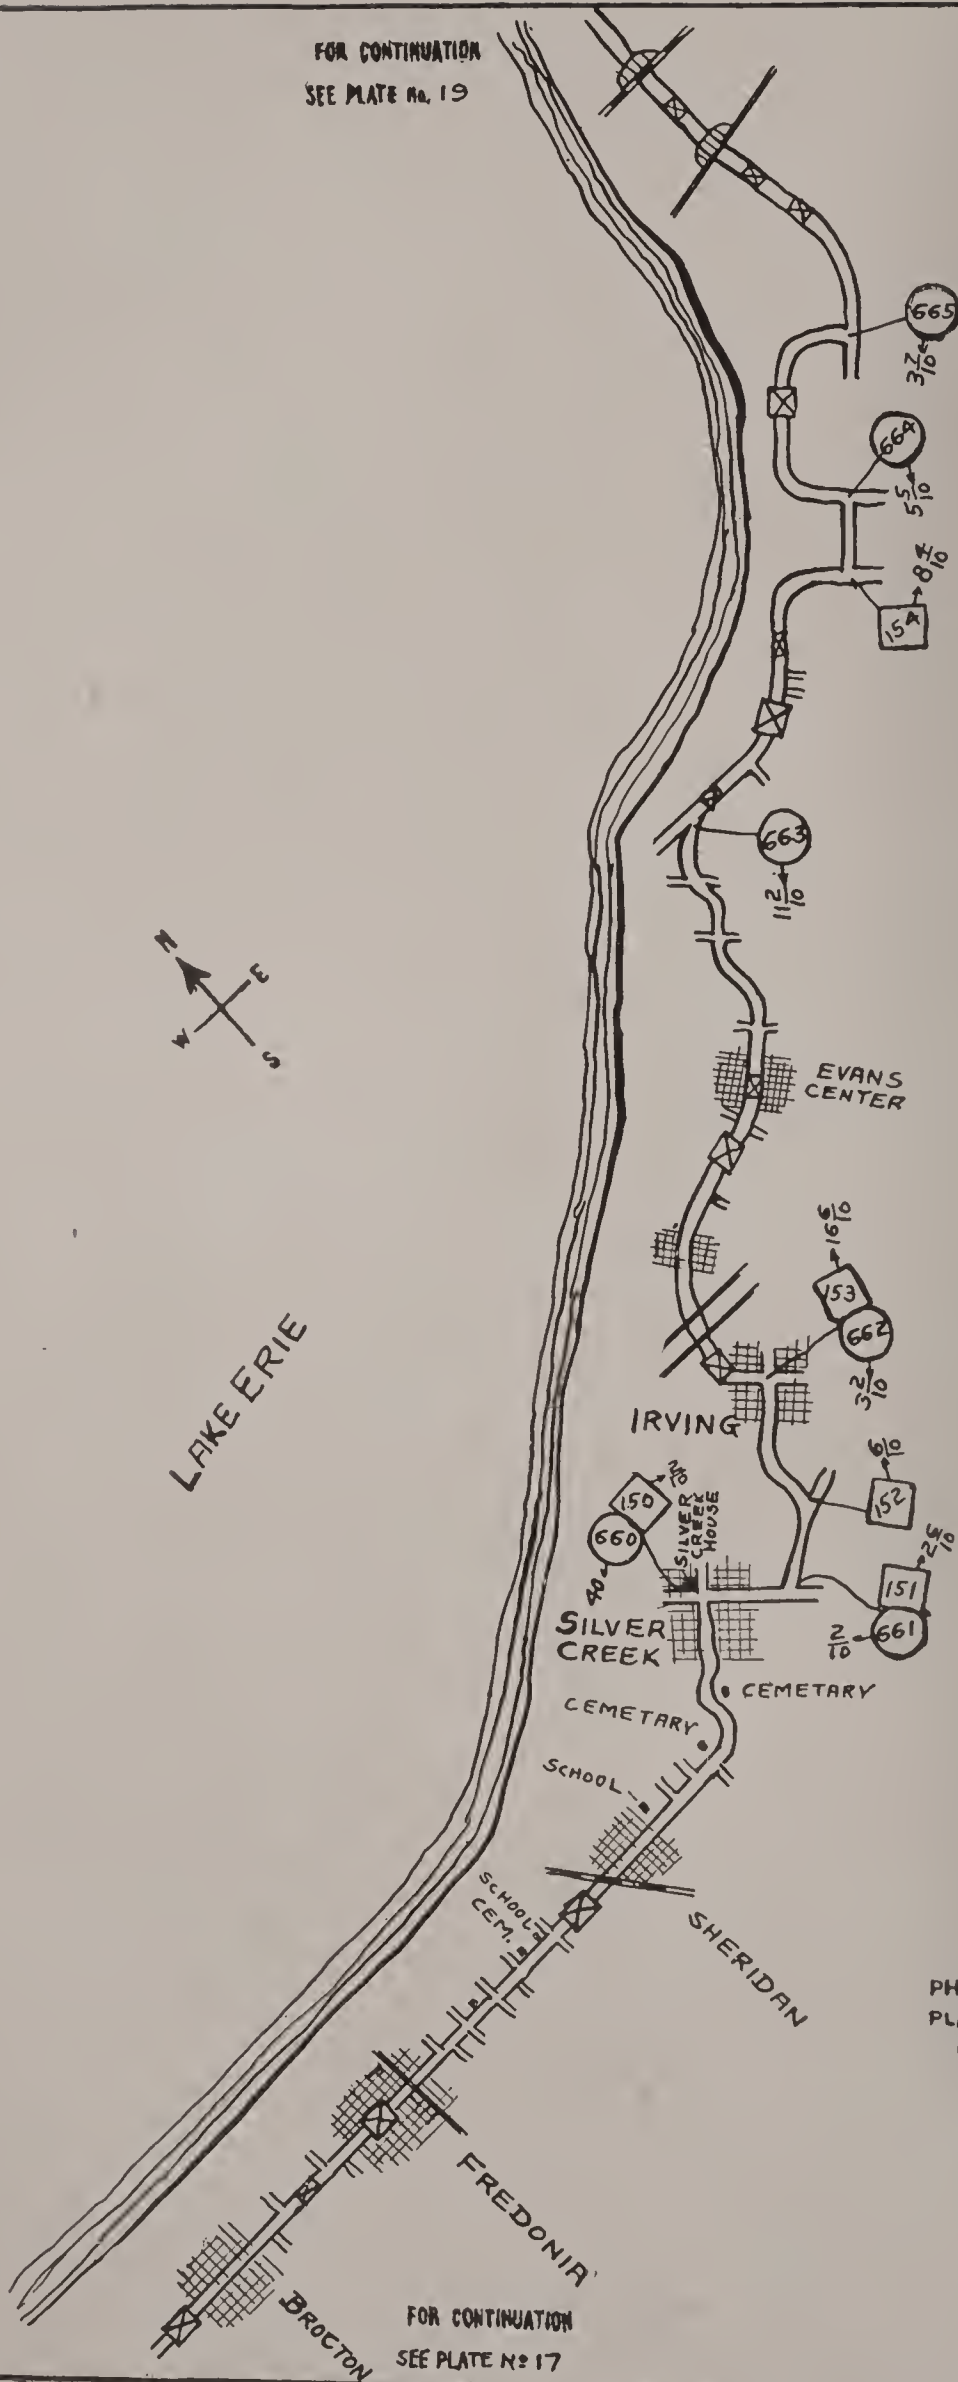 FOR CONTINUATION
SEE PLATE No. 19
665
3 7/10
664
5 5/10
8 4/10
154
663
11 2/10
N
E
W
S
EVANS
CENTER
16 6/10
153
662
3 2/10
IRVING
LAKE ERIE
6/10
152
150
660
40
SILVER
CREEK
HOUSE
2 5/10
151
661
2/10
SILVER
CREEK
CEMETARY
CEMETARY
SCHOOL
SCHOOL
CEM.
SHERIDAN
PH
PL
FREDONIA
BROCTON
FOR CONTINUATION
SEE PLATE No 17